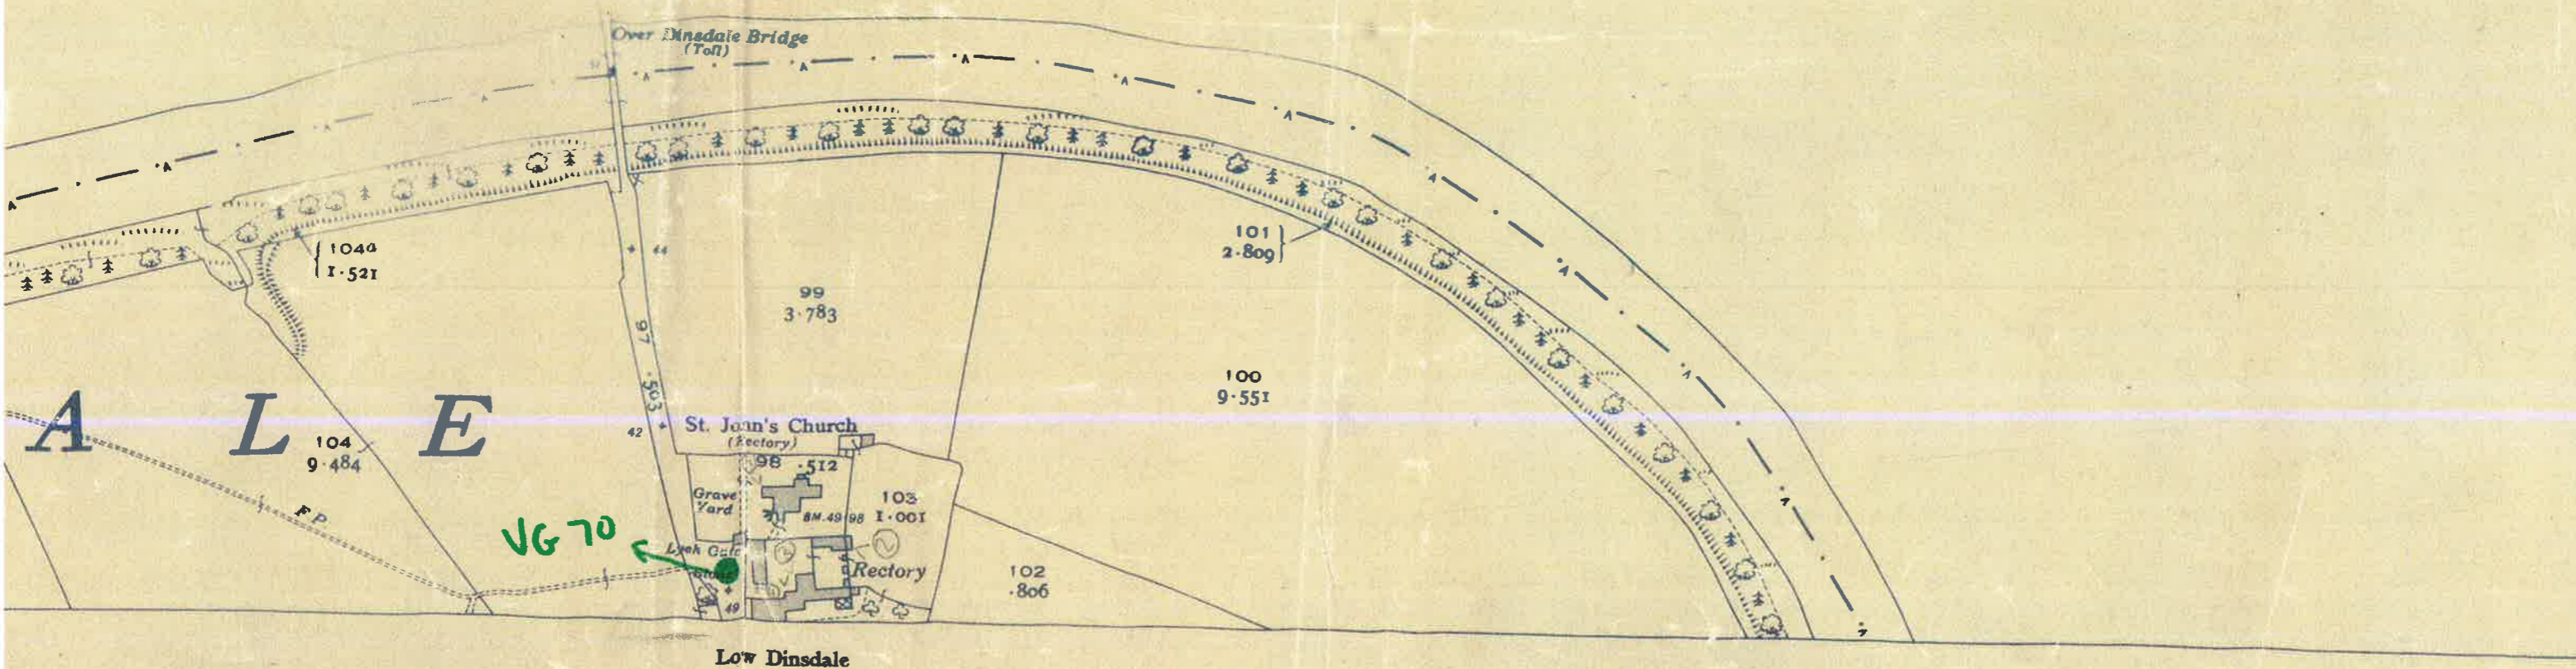 Over Dinsdale Bridge
(Toll)
104a
1·521
44
101
2·809
99
3·783
97
·503
100
9·551
A L E
104
9·484
42
St. John's Church
(Rectory)
98 ·512
Grave
Yard
103
1·001
B.M. 49·98
F P
VG 70
Lych Gate
Rectory
102
·806
49
Low Dinsdale